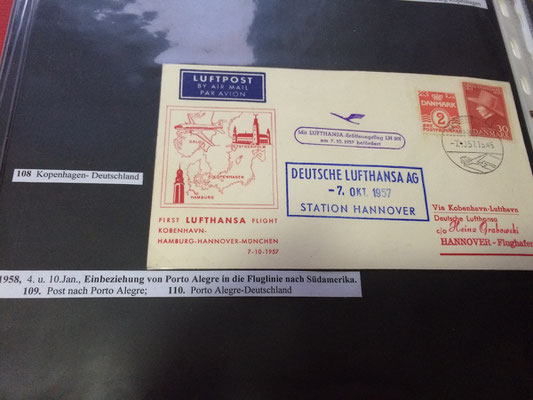 LUFTPOST
BY AIR MAIL
PAR AVION
OSLO
STOCKHOLM
KOPENHAGEN
HAMBURG
FIRST LUFTHANSA FLIGHT
KOBENHAVN-
HAMBURG-HANNOVER-MÜNCHEN
7-10-1957
Mit LUFTHANSA-Eröffnungsflug LH
am 7.10.1957 befördert
DEUTSCHE LUFTHANSA AG
-7. OKT. 1957
STATION HANNOVER
DANMARK
2
30
Via Kobenhavn-Lufthavn
Deutsche Lufthansa
c/o Heinz Grabowski
HANNOVER-Flughafen
108 Kopenhagen- Deutschland
1958, 4. u. 10.Jan., Einbeziehung von Porto Alegre in die Fluglinie nach Südamerika.
109. Post nach Porto Alegre; 110. Porto Alegre-Deutschland